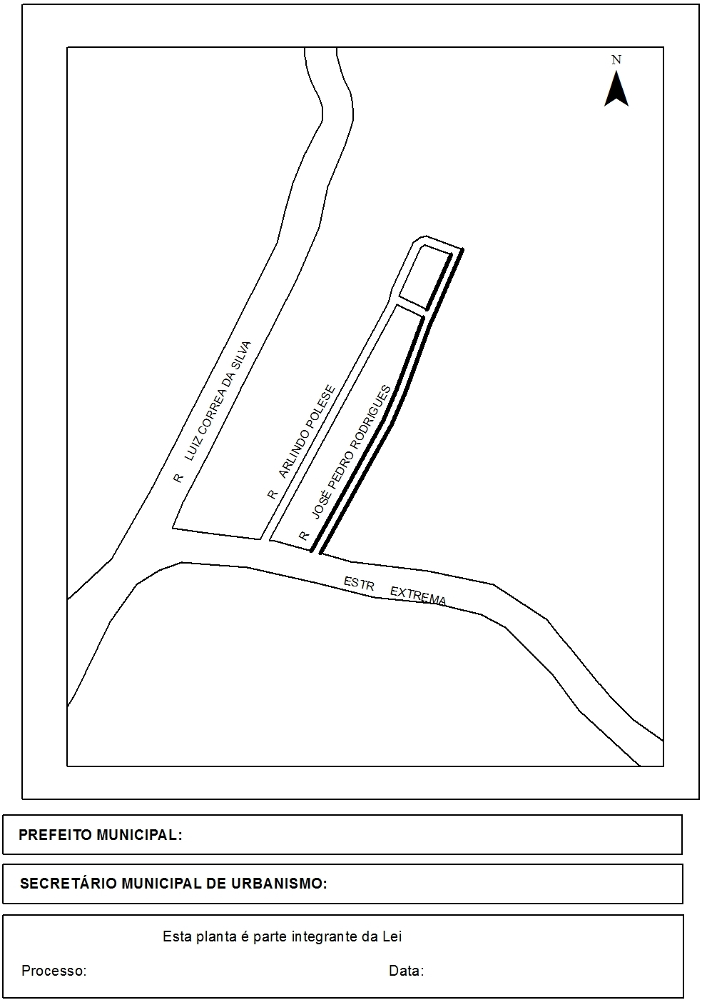 N
R LUIZ CORREA DA SILVA
R ARLINDO POLESE
R JOSÉ PEDRO RODRIGUES
ESTR EXTREMA
PREFEITO MUNICIPAL:
SECRETÁRIO MUNICIPAL DE URBANISMO:
Esta planta é parte integrante da Lei
Processo: Data: